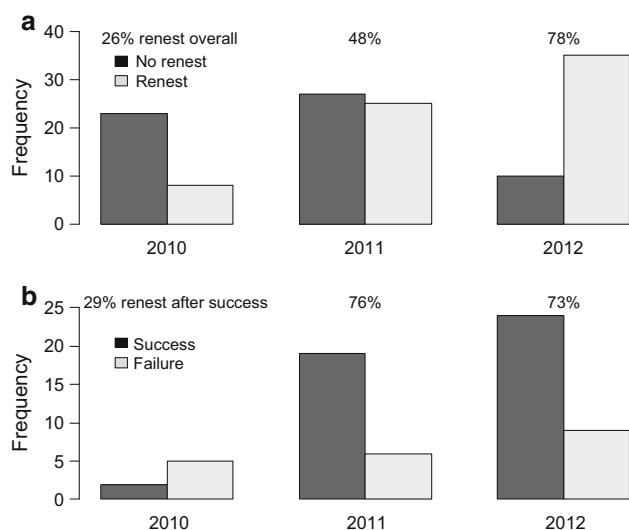 a
26% renest overall 48% 78%
No renest
Renest
Frequency
40
30
20
10
0
2010 2011 2012
b
29% renest after success 76% 73%
Success
Failure
Frequency
25
20
15
10
5
0
2010 2011 2012